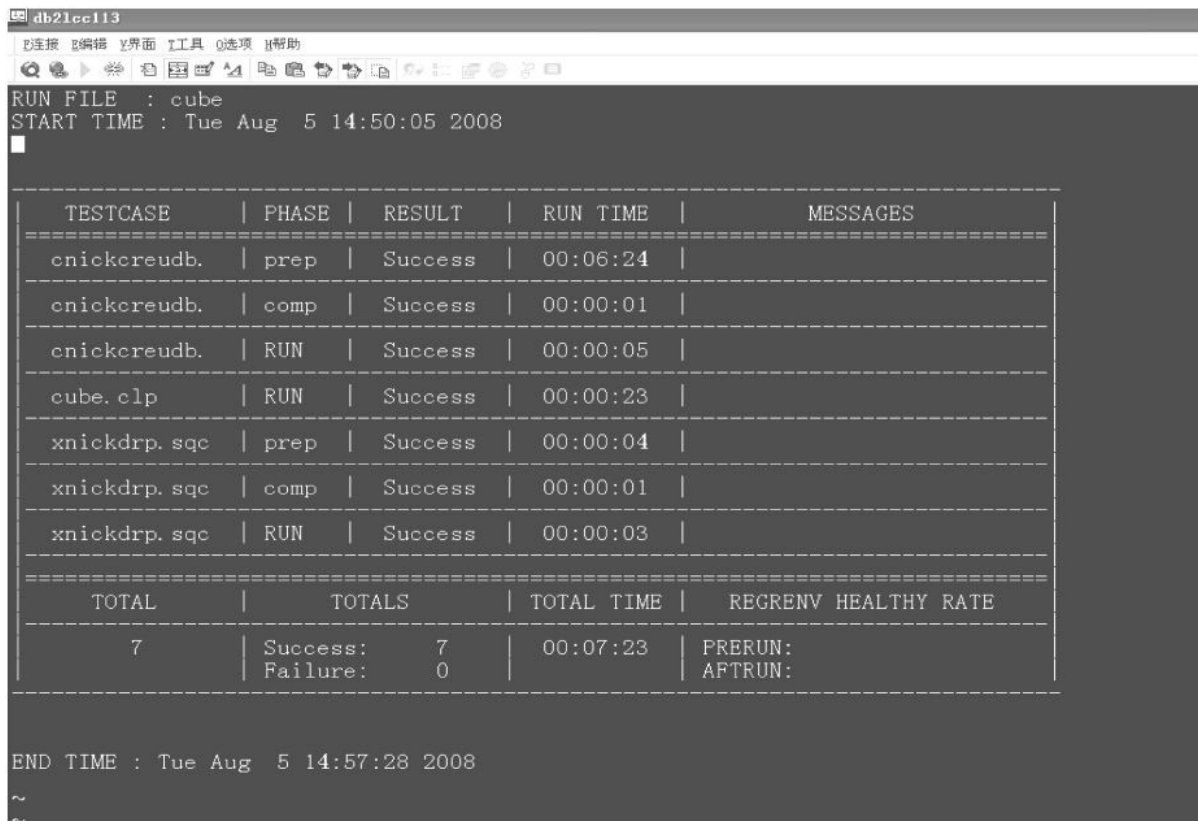 db2lcc113
P连接 E编辑 V界面 T工具 O选项 H帮助
RUN FILE : cube
START TIME : Tue Aug 5 14:50:05 2008
TESTCASE | PHASE | RESULT | RUN TIME | MESSAGES
cnickcreudb. | prep | Success | 00:06:24 |
cnickcreudb. | comp | Success | 00:00:01 |
cnickcreudb. | RUN | Success | 00:00:05 |
cube.clp | RUN | Success | 00:00:23 |
xnickdrp.sqc | prep | Success | 00:00:04 |
xnickdrp.sqc | comp | Success | 00:00:01 |
xnickdrp.sqc | RUN | Success | 00:00:03 |
TOTAL | TOTALS | TOTAL TIME | REGRENV HEALTHY RATE
7 | Success: 7 | 00:07:23 | PRERUN:
| Failure: 0 | | AFTRUN:
END TIME : Tue Aug 5 14:57:28 2008
~
~